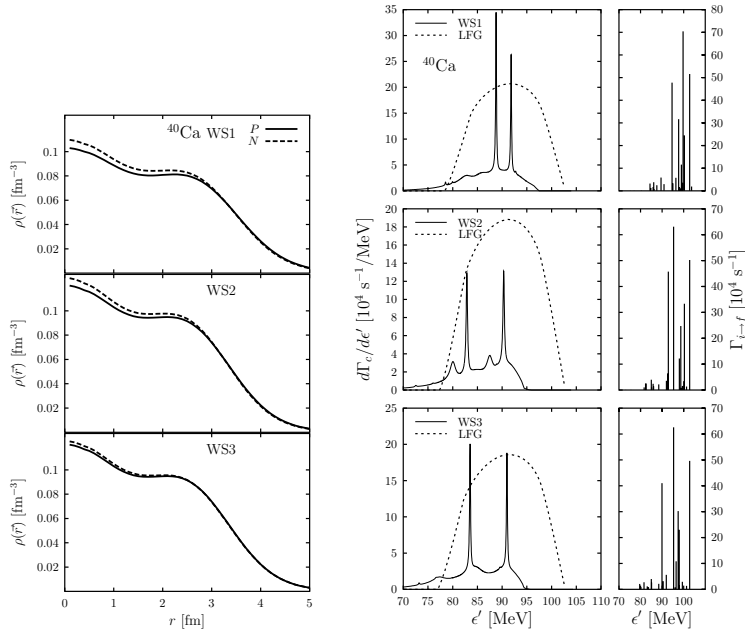 ⁴⁰Ca WS1
P
N
ρ(r⃗) [fm⁻³]
0.1
0.08
0.06
0.04
0.02
WS2
ρ(r⃗) [fm⁻³]
0.1
0.08
0.06
0.04
0.02
WS3
ρ(r⃗) [fm⁻³]
0.1
0.08
0.06
0.04
0.02
0 1 2 3 4 5
r [fm]
WS1
LFG
⁴⁰Ca
35
30
25
20
15
10
5
0
80
70
60
50
40
30
20
10
0
WS2
LFG
dΓc/dϵ′ [10⁴ s⁻¹/MeV]
20
18
16
14
12
10
8
6
4
2
0
70
60
50
40
30
20
10
0
Γi→f [10⁴ s⁻¹]
WS3
LFG
25
20
15
10
5
0
80
70
60
50
40
30
20
10
0
70 75 80 85 90 95 100 105 110
ϵ′ [MeV]
70 80 90 100
ϵ′ [MeV]